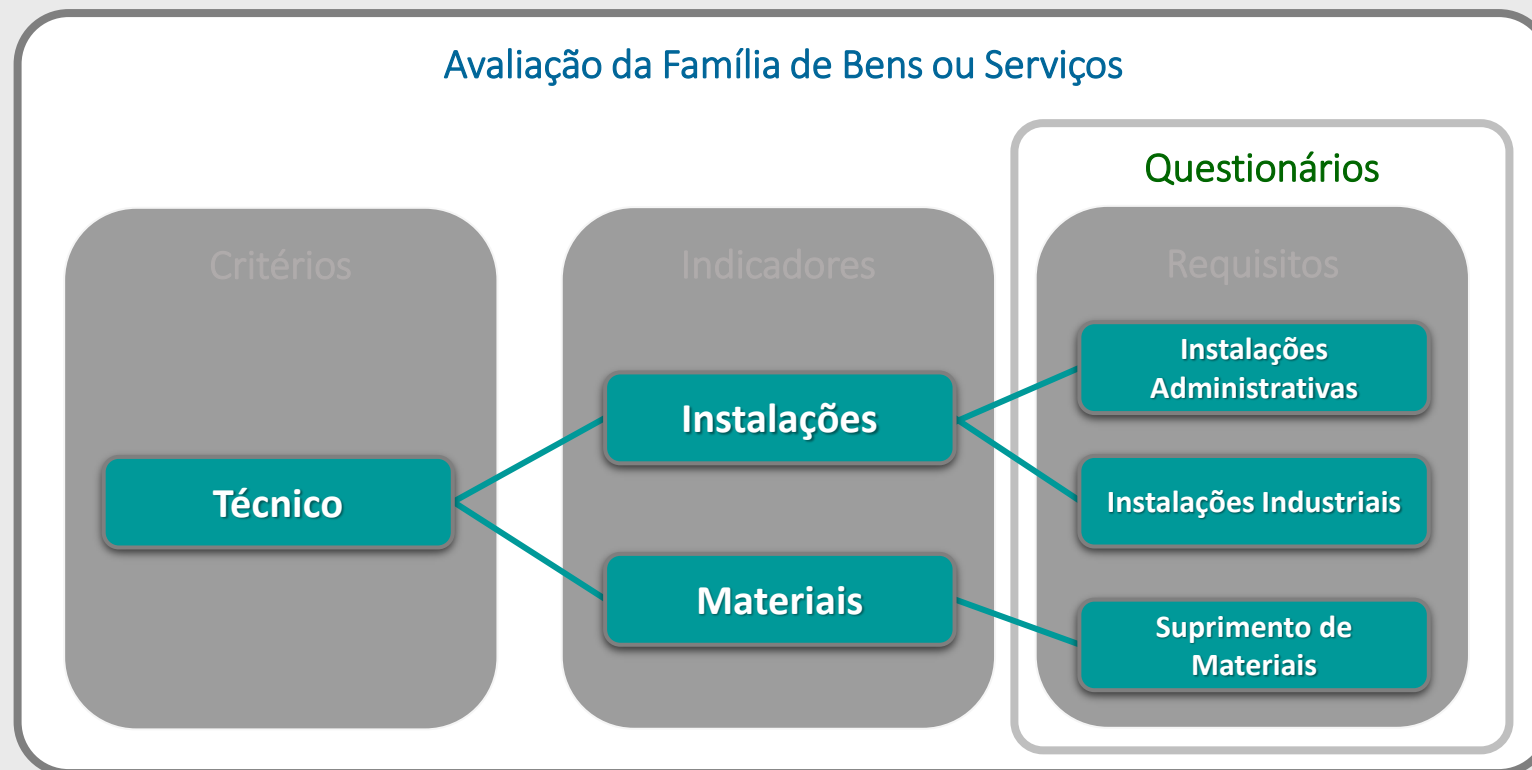 Avaliação da Família de Bens ou Serviços
Questionários
Critérios
Indicadores
Requisitos
Técnico
Instalações
Materiais
Instalações
Administrativas
Instalações Industriais
Suprimento de
Materiais